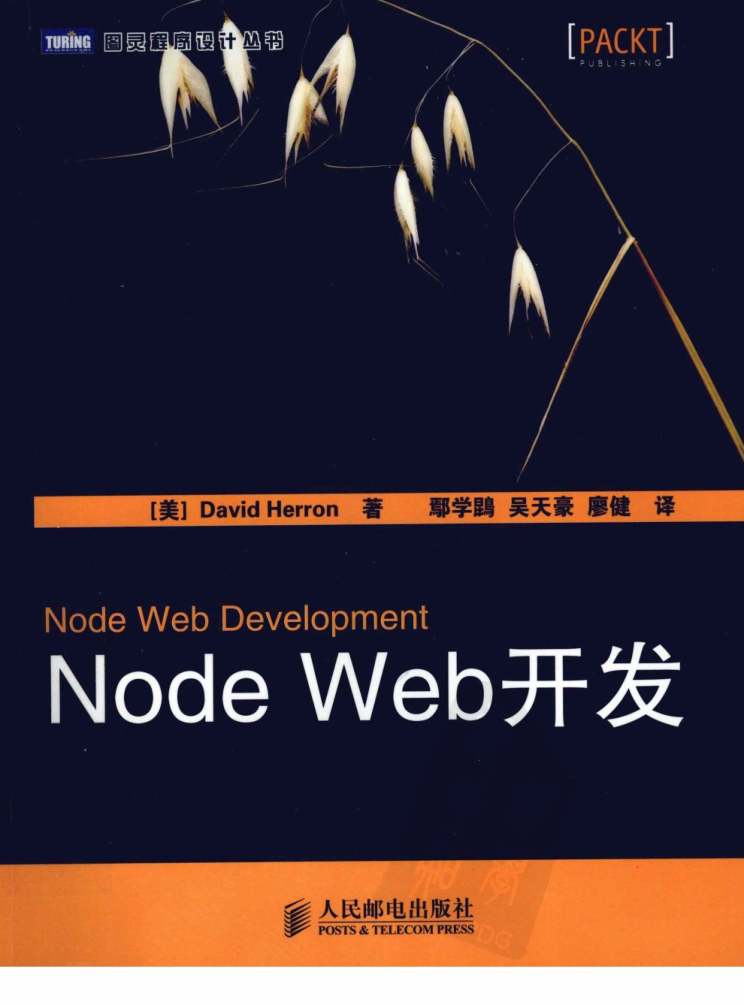 TURING 图灵程序设计丛书
[PACKT]
PUBLISHING
[美] David Herron 著 鄢学鹍 吴天豪 廖健 译
Node Web Development
Node Web开发
人民邮电出版社
POSTS & TELECOM PRESS
DG